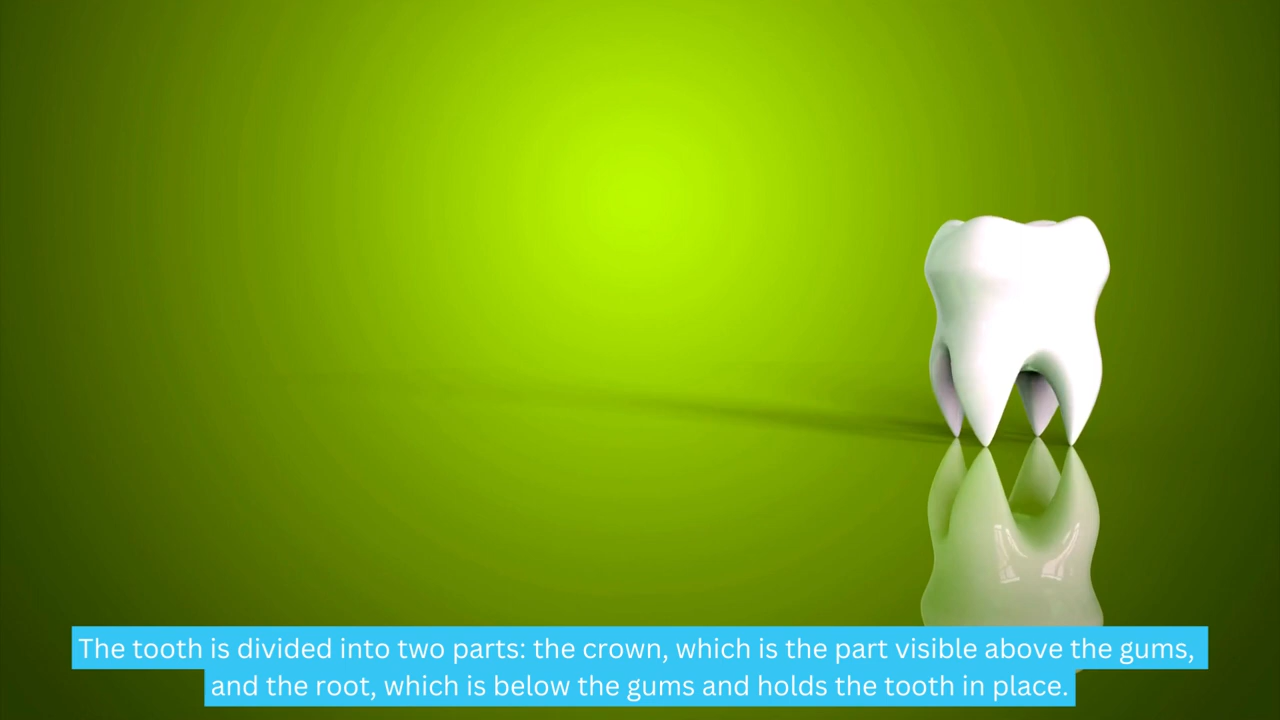 The tooth is divided into two parts: the crown, which is the part visible above the gums,
and the root, which is below the gums and holds the tooth in place.